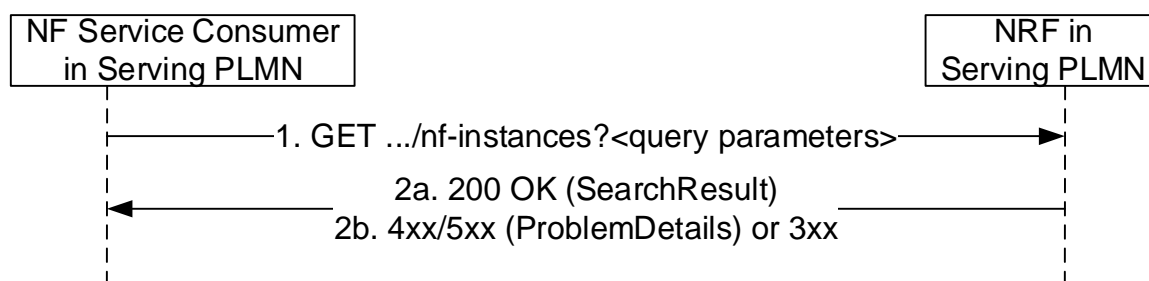 NF Service Consumer
in Serving PLMN
NRF in
Serving PLMN
1. GET .../nf-instances?<query parameters>
2a. 200 OK (SearchResult)
2b. 4xx/5xx (ProblemDetails) or 3xx